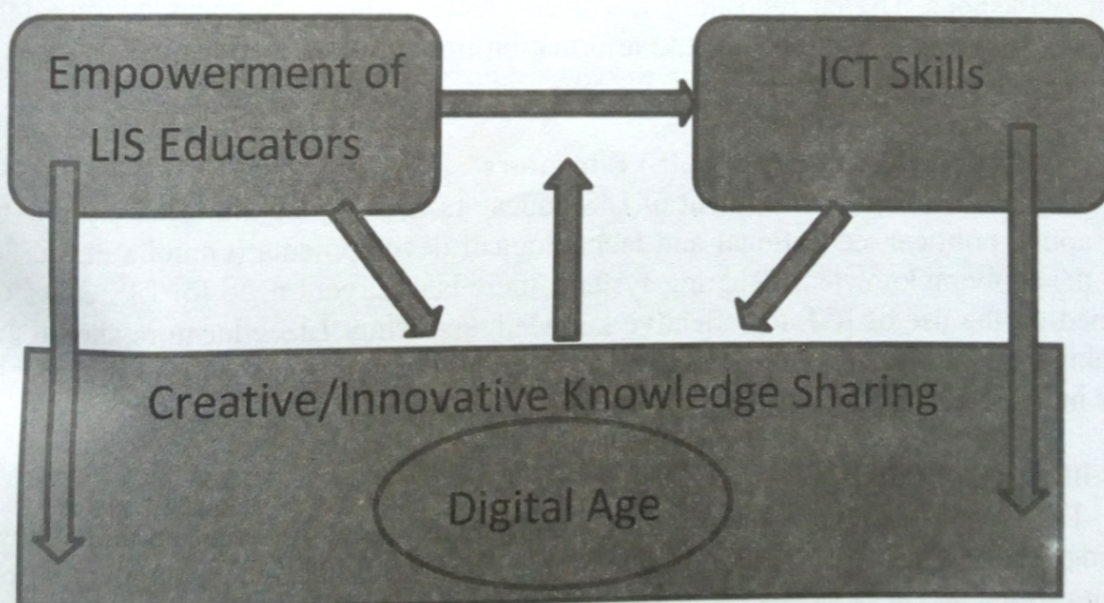 Empowerment of
LIS Educators
ICT Skills
Creative/Innovative Knowledge Sharing
Digital Age